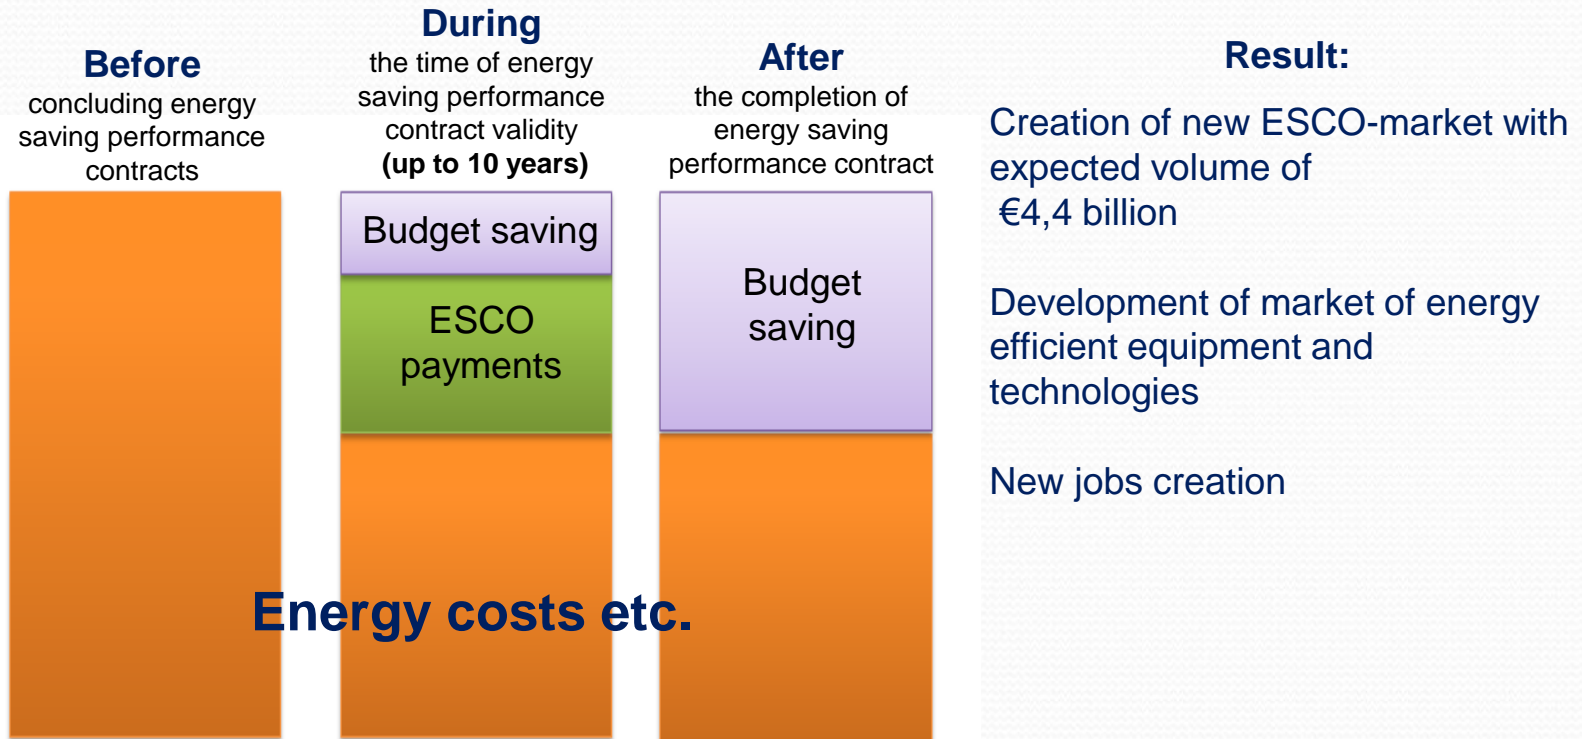 Before
concluding energy
saving performance
contracts
During
the time of energy
saving performance
contract validity
(up to 10 years)
After
the completion of
energy saving
performance contract
Budget saving
ESCO
payments
Budget
saving
Energy costs etc.
Result:
Creation of new ESCO-market with
expected volume of
€4,4 billion
Development of market of energy
efficient equipment and
technologies
New jobs creation